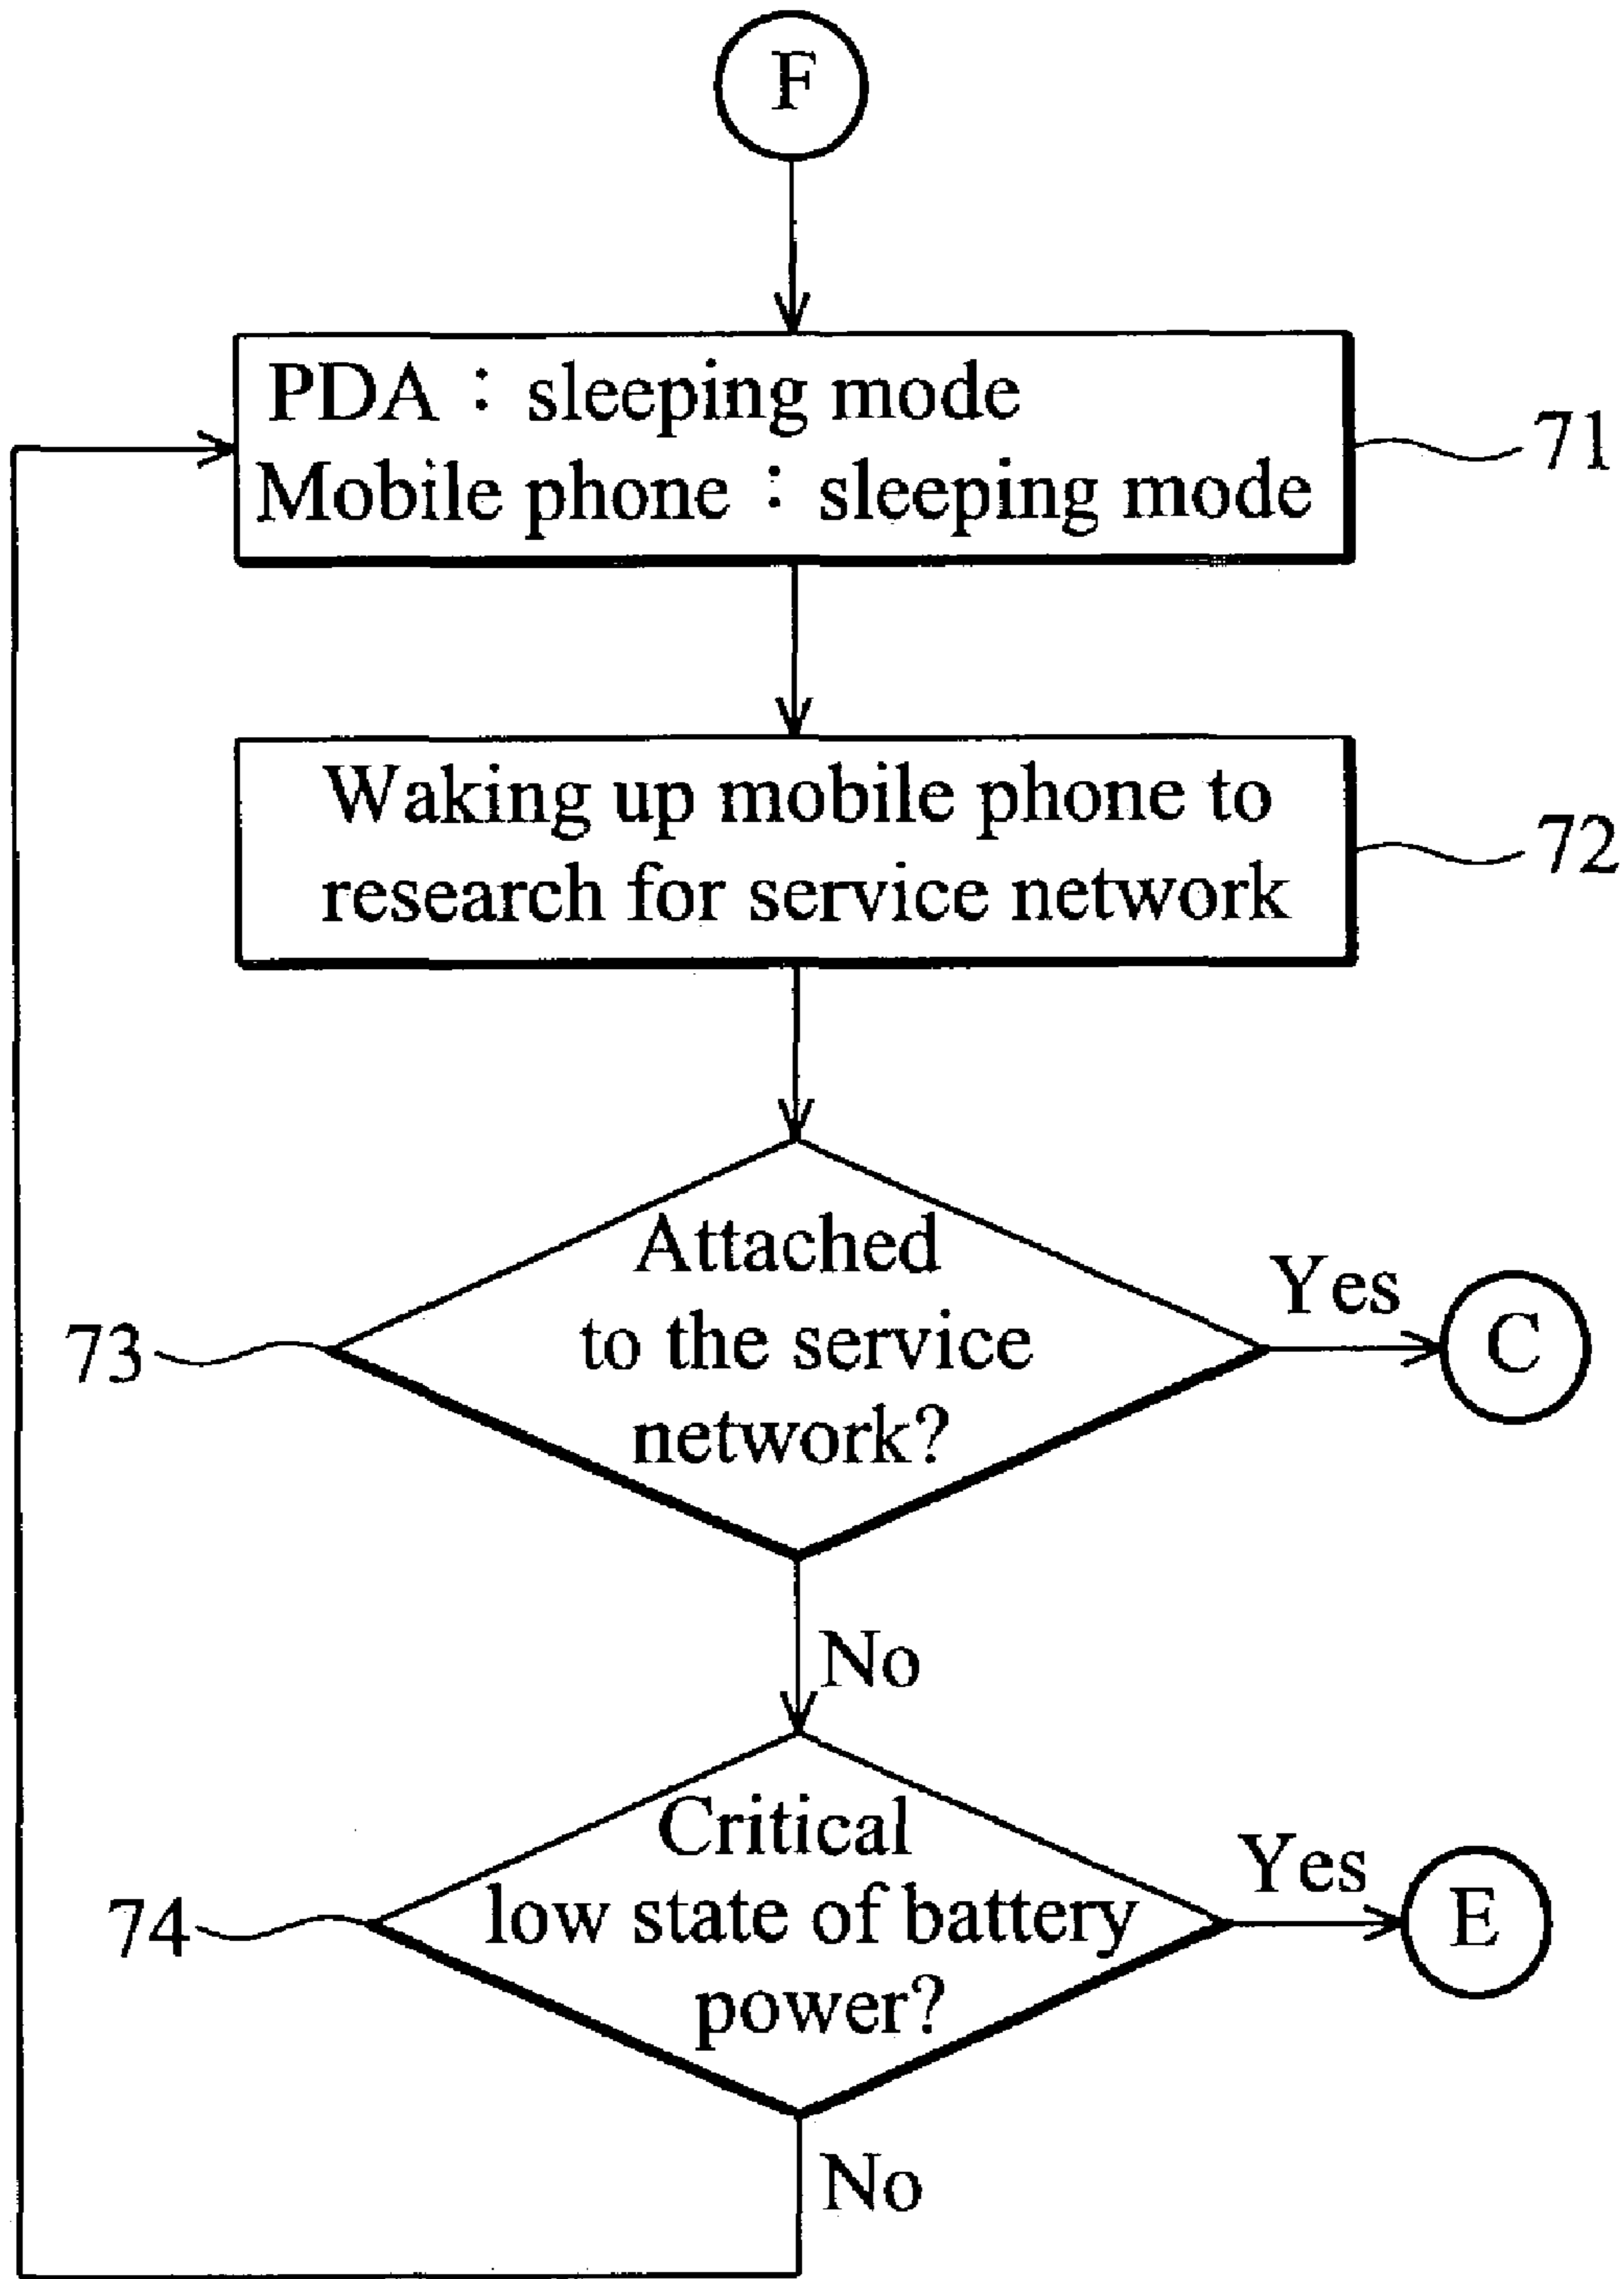 F
PDA : sleeping mode
Mobile phone : sleeping mode
71
Waking up mobile phone to
research for service network
72
Attached
to the service
network?
73
Yes
C
No
Critical
low state of battery
power?
74
Yes
E
No